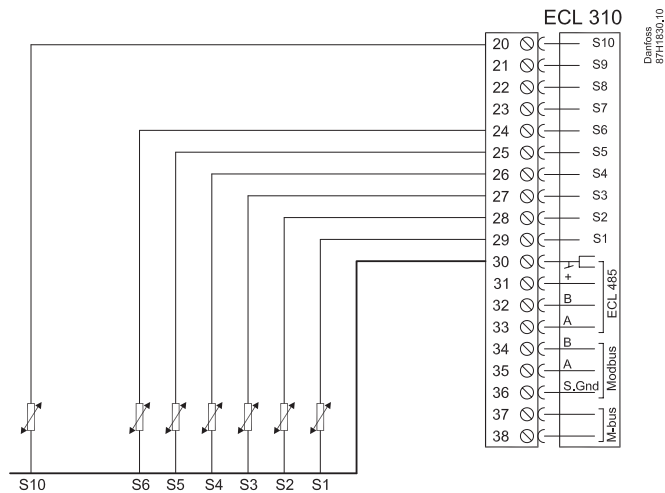 ECL 310
Danfoss
87H1830.10
20 S10
21 S9
22 S8
23 S7
24 S6
25 S5
26 S4
27 S3
28 S2
29 S1
30
31 +
32 B
33 A
ECL 485
34 B
35 A
36 S.Gnd
Modbus
37
38
M-bus
S10 S6 S5 S4 S3 S2 S1